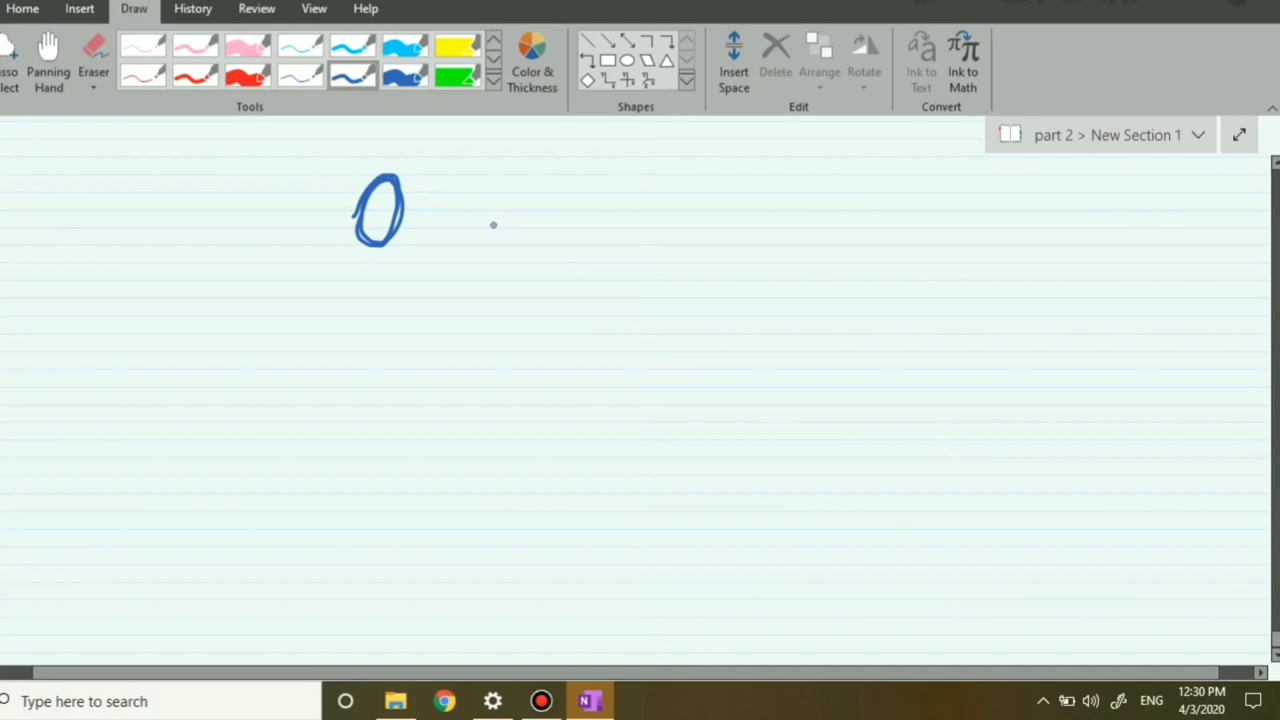 Home Insert Draw History Review View Help
Panning Hand
Eraser
Color & Thickness
Insert Space
Delete
Arrange
Rotate
Ink to Text
Ink to Math
Tools
Shapes
Edit
Convert
part 2 > New Section 1
0
Type here to search
N
ENG
12:30 PM
4/3/2020